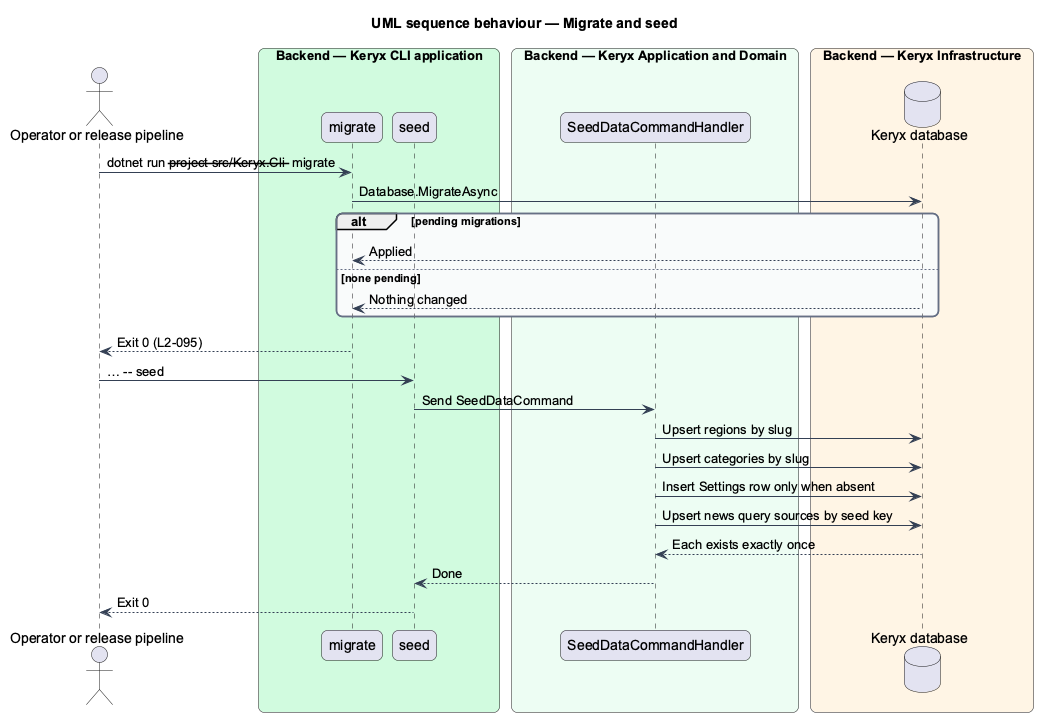 UML sequence behaviour — Migrate and seed
Backend — Keryx CLI application
Backend — Keryx Application and Domain
Backend — Keryx Infrastructure
Operator or release pipeline
migrate
seed
SeedDataCommandHandler
Keryx database
dotnet run project src/Keryx.Cli migrate
Database.MigrateAsync
alt
[pending migrations]
Applied
[none pending]
Nothing changed
Exit 0 (L2-095)
... -- seed
Send SeedDataCommand
Upsert regions by slug
Upsert categories by slug
Insert Settings row only when absent
Upsert news query sources by seed key
Each exists exactly once
Done
Exit 0
Operator or release pipeline
migrate
seed
SeedDataCommandHandler
Keryx database